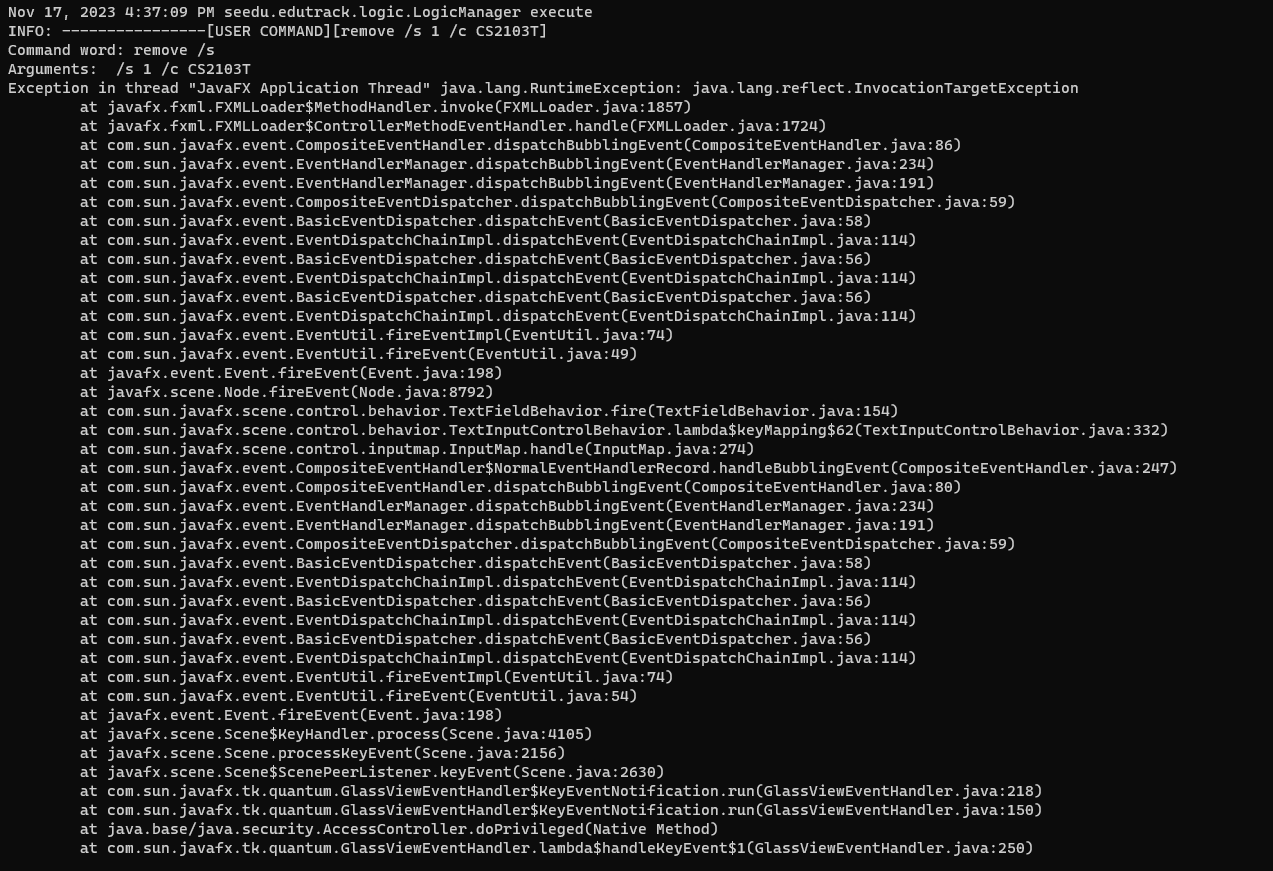 Nov 17, 2023 4:37:09 PM seedu.edutrack.logic.LogicManager execute
INFO: ----------------[USER COMMAND][remove /s 1 /c CS2103T]
Command word: remove /s
Arguments:  /s 1 /c CS2103T
Exception in thread "JavaFX Application Thread" java.lang.RuntimeException: java.lang.reflect.InvocationTargetException
        at javafx.fxml.FXMLLoader$MethodHandler.invoke(FXMLLoader.java:1857)
        at javafx.fxml.FXMLLoader$ControllerMethodEventHandler.handle(FXMLLoader.java:1724)
        at com.sun.javafx.event.CompositeEventHandler.dispatchBubblingEvent(CompositeEventHandler.java:86)
        at com.sun.javafx.event.EventHandlerManager.dispatchBubblingEvent(EventHandlerManager.java:234)
        at com.sun.javafx.event.EventHandlerManager.dispatchBubblingEvent(EventHandlerManager.java:191)
        at com.sun.javafx.event.CompositeEventDispatcher.dispatchBubblingEvent(CompositeEventDispatcher.java:59)
        at com.sun.javafx.event.BasicEventDispatcher.dispatchEvent(BasicEventDispatcher.java:58)
        at com.sun.javafx.event.EventDispatchChainImpl.dispatchEvent(EventDispatchChainImpl.java:114)
        at com.sun.javafx.event.BasicEventDispatcher.dispatchEvent(BasicEventDispatcher.java:56)
        at com.sun.javafx.event.EventDispatchChainImpl.dispatchEvent(EventDispatchChainImpl.java:114)
        at com.sun.javafx.event.BasicEventDispatcher.dispatchEvent(BasicEventDispatcher.java:56)
        at com.sun.javafx.event.EventDispatchChainImpl.dispatchEvent(EventDispatchChainImpl.java:114)
        at com.sun.javafx.event.EventUtil.fireEventImpl(EventUtil.java:74)
        at com.sun.javafx.event.EventUtil.fireEvent(EventUtil.java:49)
        at javafx.event.Event.fireEvent(Event.java:198)
        at javafx.scene.Node.fireEvent(Node.java:8792)
        at com.sun.javafx.scene.control.behavior.TextFieldBehavior.fire(TextFieldBehavior.java:154)
        at com.sun.javafx.scene.control.behavior.TextInputControlBehavior.lambda$keyMapping$62(TextInputControlBehavior.java:332)
        at com.sun.javafx.scene.control.inputmap.InputMap.handle(InputMap.java:274)
        at com.sun.javafx.event.CompositeEventHandler$NormalEventHandlerRecord.handleBubblingEvent(CompositeEventHandler.java:247)
        at com.sun.javafx.event.CompositeEventHandler.dispatchBubblingEvent(CompositeEventHandler.java:80)
        at com.sun.javafx.event.EventHandlerManager.dispatchBubblingEvent(EventHandlerManager.java:234)
        at com.sun.javafx.event.EventHandlerManager.dispatchBubblingEvent(EventHandlerManager.java:191)
        at com.sun.javafx.event.CompositeEventDispatcher.dispatchBubblingEvent(CompositeEventDispatcher.java:59)
        at com.sun.javafx.event.BasicEventDispatcher.dispatchEvent(BasicEventDispatcher.java:58)
        at com.sun.javafx.event.EventDispatchChainImpl.dispatchEvent(EventDispatchChainImpl.java:114)
        at com.sun.javafx.event.BasicEventDispatcher.dispatchEvent(BasicEventDispatcher.java:56)
        at com.sun.javafx.event.EventDispatchChainImpl.dispatchEvent(EventDispatchChainImpl.java:114)
        at com.sun.javafx.event.BasicEventDispatcher.dispatchEvent(BasicEventDispatcher.java:56)
        at com.sun.javafx.event.EventDispatchChainImpl.dispatchEvent(EventDispatchChainImpl.java:114)
        at com.sun.javafx.event.EventUtil.fireEventImpl(EventUtil.java:74)
        at com.sun.javafx.event.EventUtil.fireEvent(EventUtil.java:54)
        at javafx.event.Event.fireEvent(Event.java:198)
        at javafx.scene.Scene$KeyHandler.process(Scene.java:4105)
        at javafx.scene.Scene.processKeyEvent(Scene.java:2156)
        at javafx.scene.Scene$ScenePeerListener.keyEvent(Scene.java:2630)
        at com.sun.javafx.tk.quantum.GlassViewEventHandler$KeyEventNotification.run(GlassViewEventHandler.java:218)
        at com.sun.javafx.tk.quantum.GlassViewEventHandler$KeyEventNotification.run(GlassViewEventHandler.java:150)
        at java.base/java.security.AccessController.doPrivileged(Native Method)
        at com.sun.javafx.tk.quantum.GlassViewEventHandler.lambda$handleKeyEvent$1(GlassViewEventHandler.java:250)